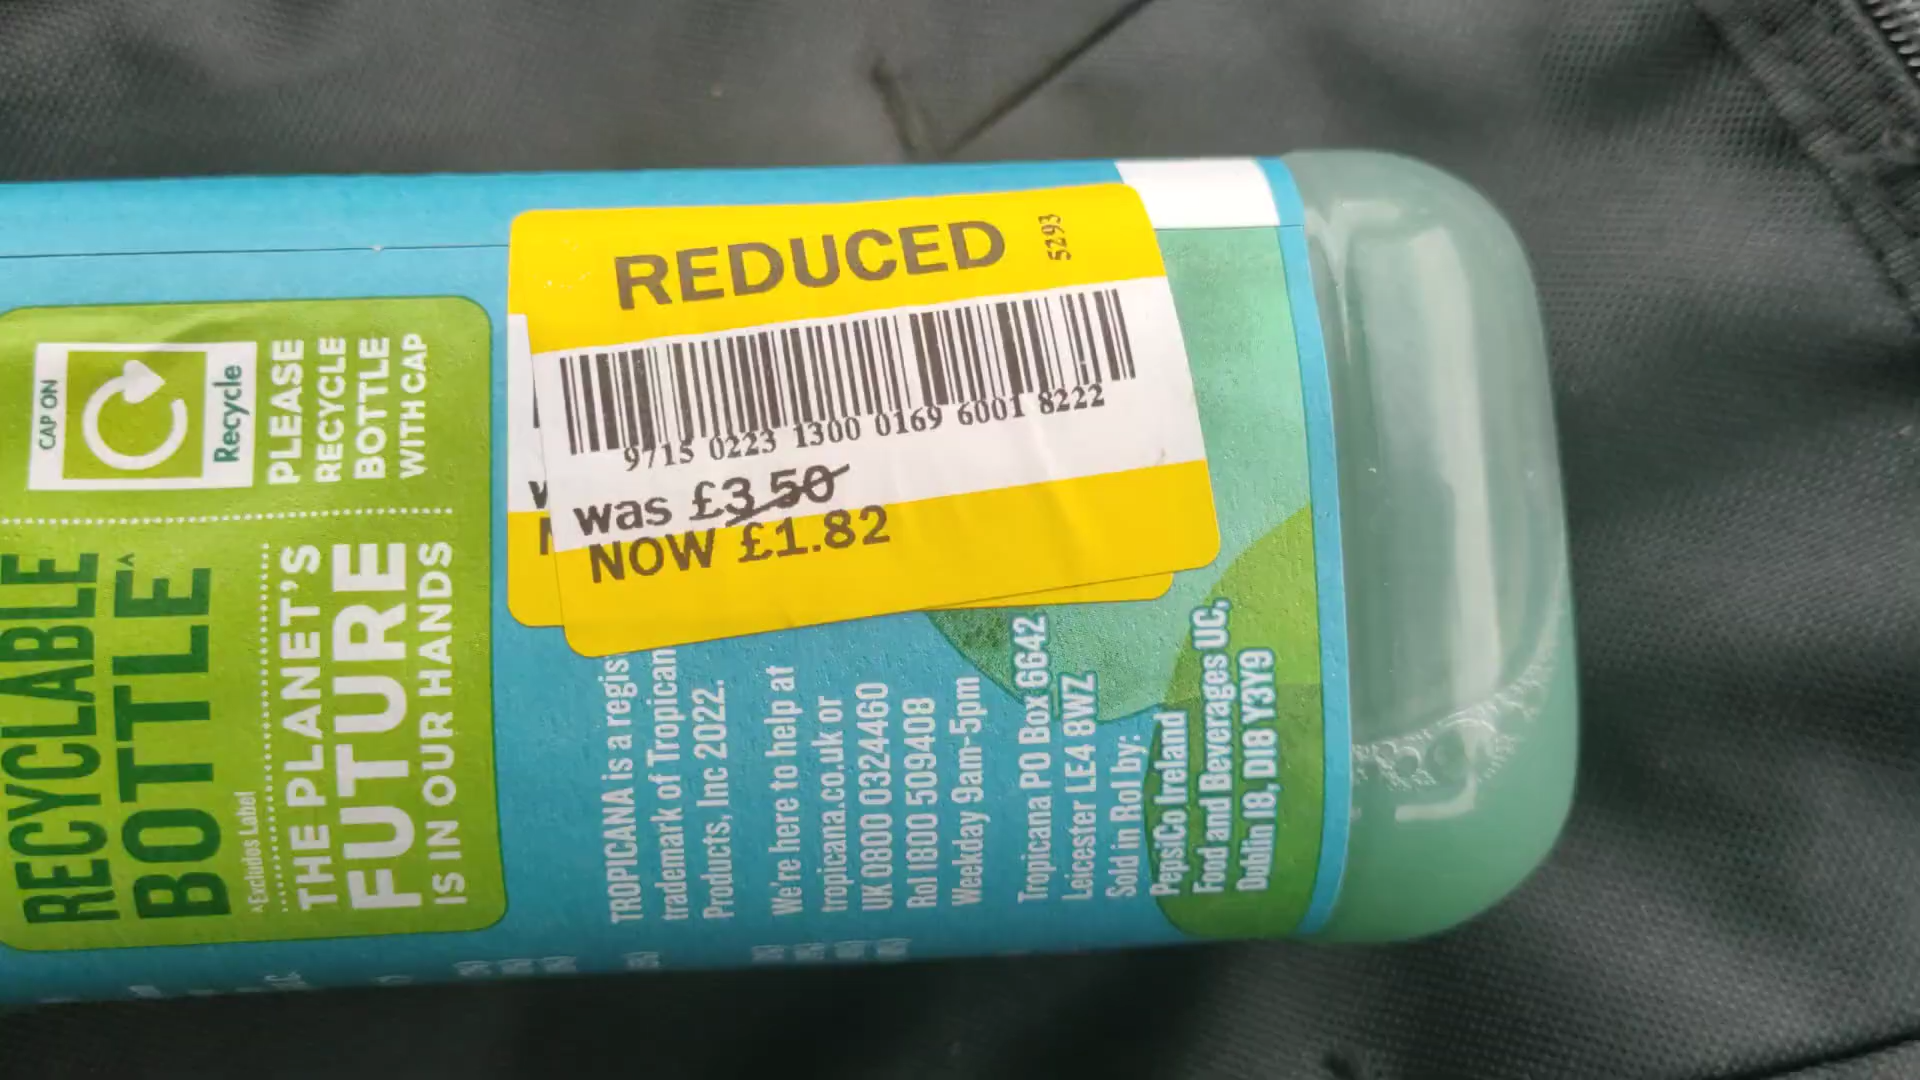 REDUCED
5293
9715 0223 1300 0169 6001 8222
was £3.50
NOW £1.82
CAP ON
Recycle
PLEASE
RECYCLE
BOTTLE
WITH CAP
RECYCLABLE
BOTTLE^
^Excludes Label
THE PLANET'S
FUTURE
IS IN OUR HANDS
TROPICANA is a regis
trademark of Tropican
Products, Inc 2022.
We're here to help at
tropicana.co.uk or
UK 0800 0324460
RoI 1800 509408
Weekday 9am-5pm
Tropicana PO Box 6642
Leicester LE4 8WZ
Sold in RoI by:
PepsiCo Ireland
Food and Beverages UC,
Dublin 18, D18 Y3Y9